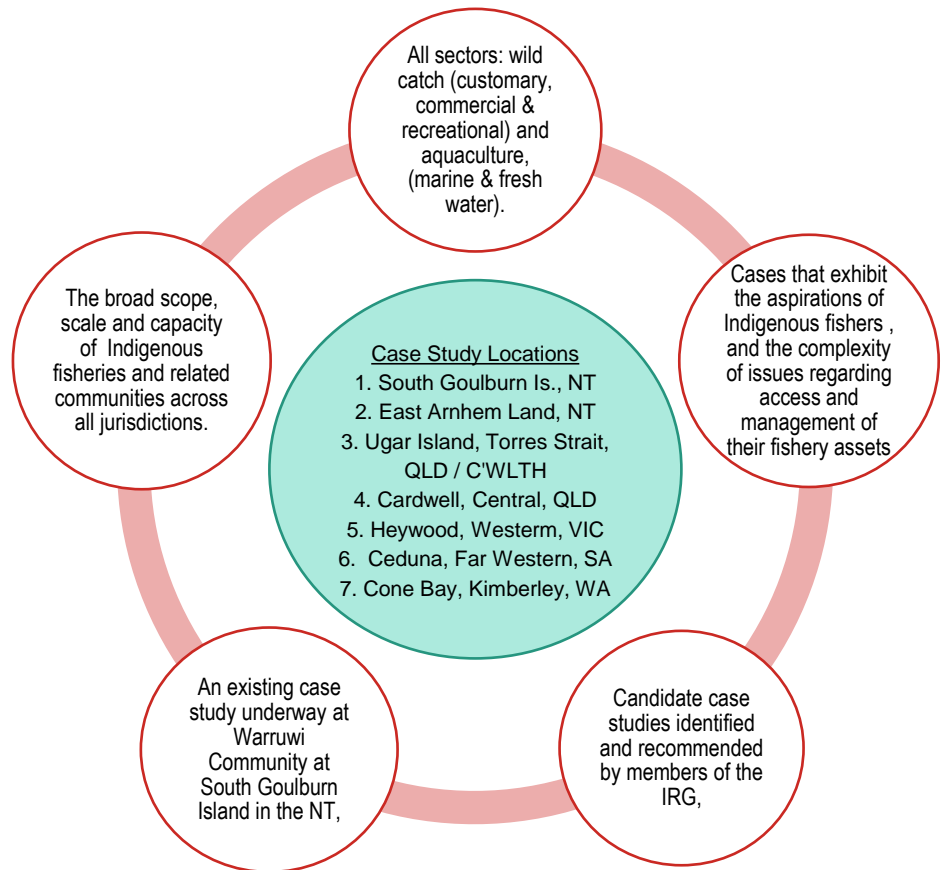 All sectors: wild
catch (customary,
commercial &
recreational) and
aquaculture,
(marine & fresh
water).
Cases that exhibit
the aspirations of
Indigenous fishers ,
and the complexity
of issues regarding
access and
management of
their fishery assets
Candidate case
studies identified
and recommended
by members of the
IRG,
An existing case
study underway at
Warruwi
Community at
South Goulburn
Island in the NT,
The broad scope,
scale and capacity
of Indigenous
fisheries and related
communities across
all jurisdictions.
Case Study Locations
1. South Goulburn Is., NT
2. East Arnhem Land, NT
3. Ugar Island, Torres Strait,
QLD / C'WLTH
4. Cardwell, Central, QLD
5. Heywood, Westerm, VIC
6. Ceduna, Far Western, SA
7. Cone Bay, Kimberley, WA